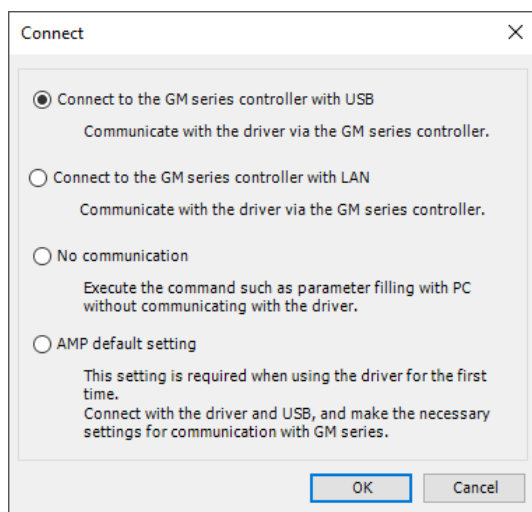 Connect
Connect to the GM series controller with USB
Communicate with the driver via the GM series controller.
Connect to the GM series controller with LAN
Communicate with the driver via the GM series controller.
No communication
Execute the command such as parameter filling with PC
without communicating with the driver.
AMP default setting
This setting is required when using the driver for the first
time.
Connect with the driver and USB, and make the necessary
settings for communication with GM series.
OK
Cancel